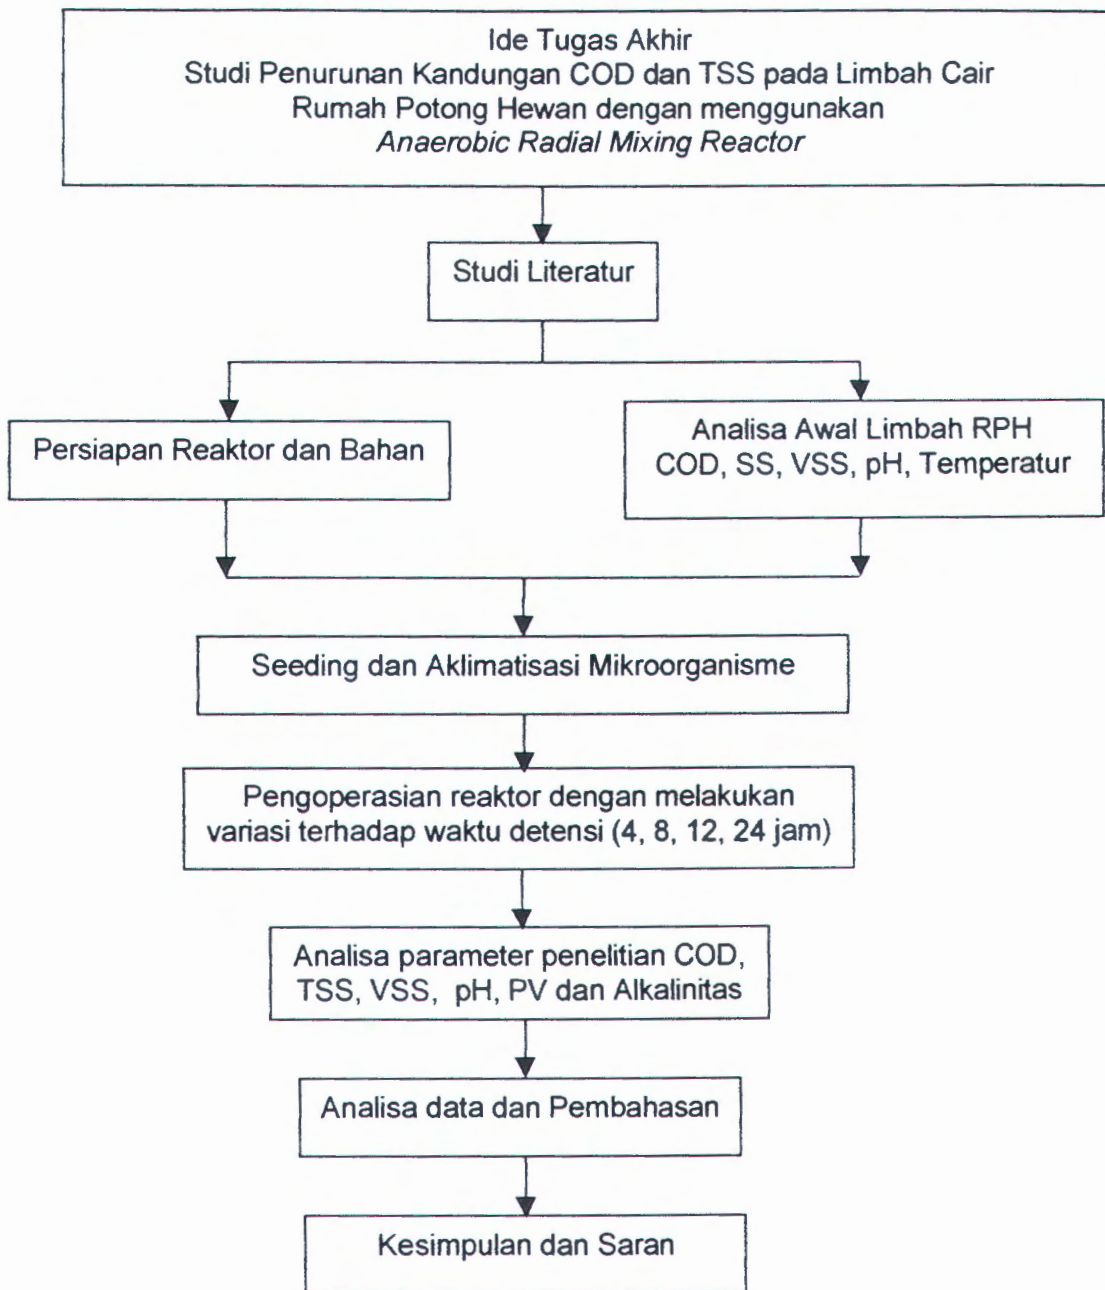 Ide Tugas Akhir
Studi Penurunan Kandungan COD dan TSS pada Limbah Cair
Rumah Potong Hewan dengan menggunakan
Anaerobic Radial Mixing Reactor
Studi Literatur
Persiapan Reaktor dan Bahan
Analisa Awal Limbah RPH
COD, SS, VSS, pH, Temperatur
Seeding dan Aklimatisasi Mikroorganisme
Pengoperasian reaktor dengan melakukan
variasi terhadap waktu detensi (4, 8, 12, 24 jam)
Analisa parameter penelitian COD,
TSS, VSS, pH, PV dan Alkalinitas
Analisa data dan Pembahasan
Kesimpulan dan Saran